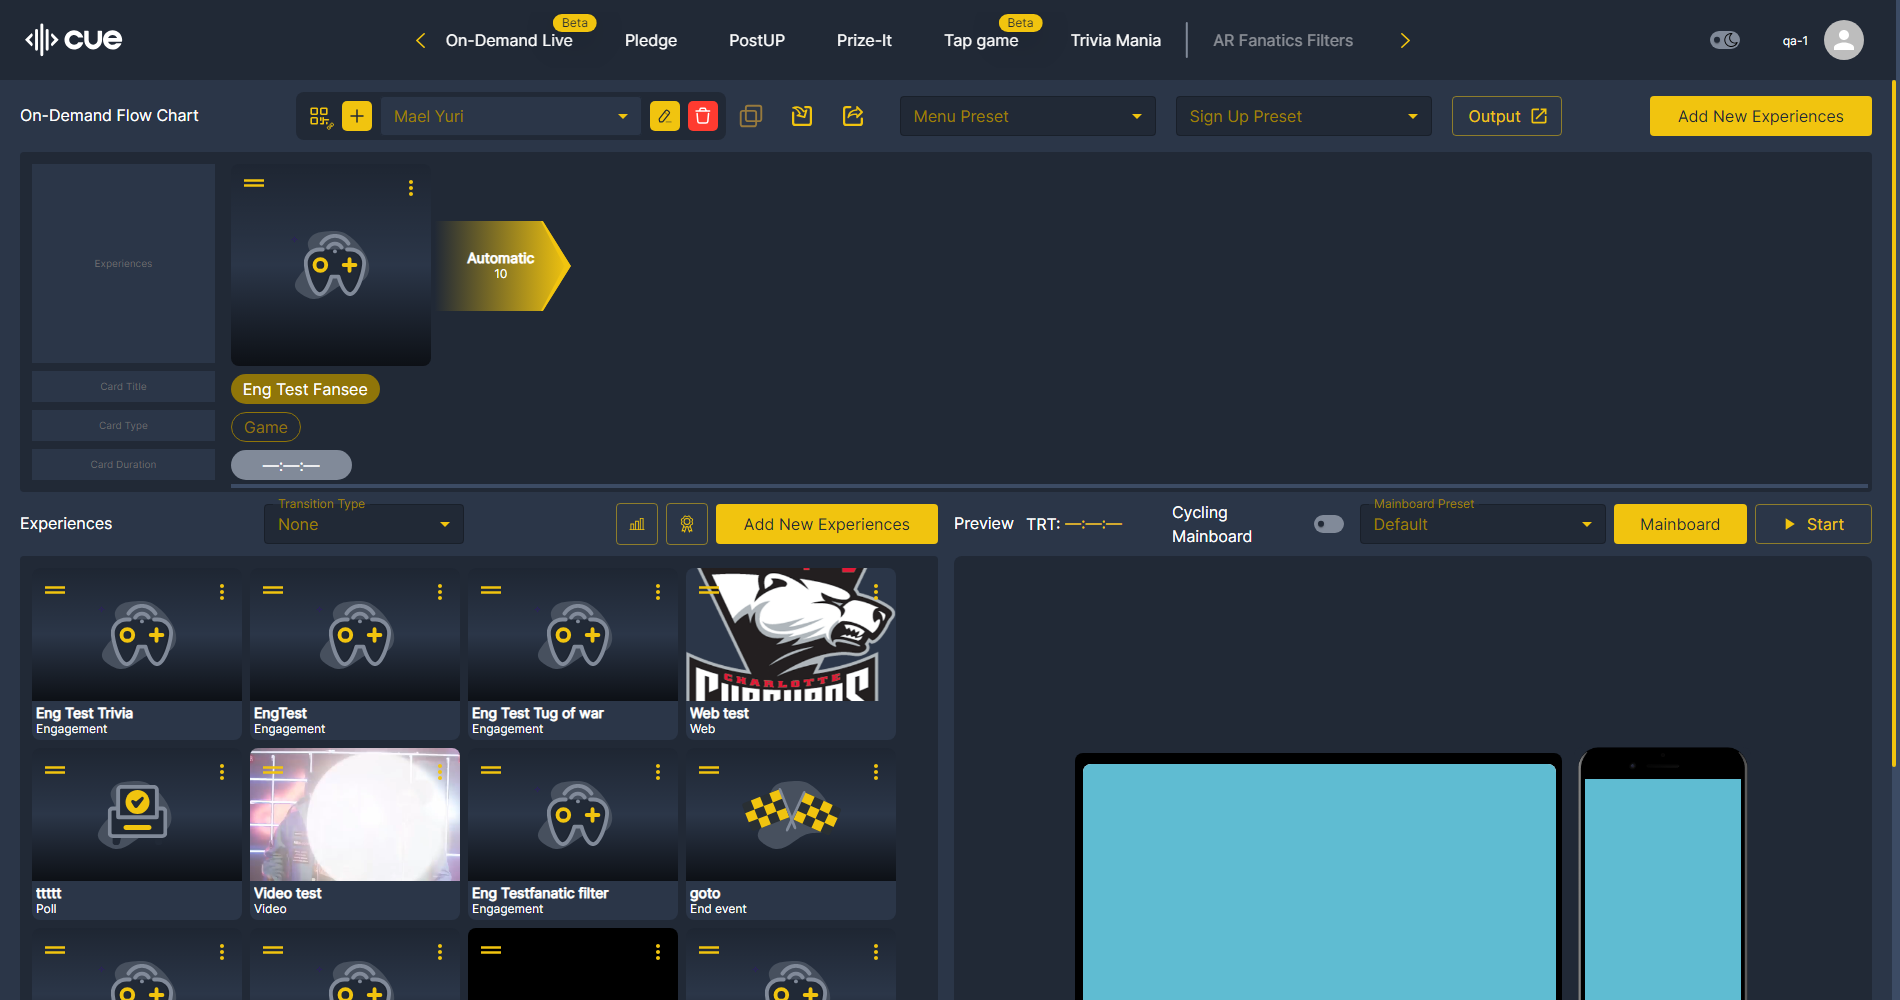 cue
On-Demand Live
Beta
Pledge
PostUP
Prize-It
Tap game
Beta
Trivia Mania
AR Fanatics Filters
qa-1
On-Demand Flow Chart
Mael Yuri
Menu Preset
Sign Up Preset
Output
Add New Experiences
Experiences
Automatic
10
Card Title
Eng Test Fansee
Card Type
Game
Card Duration
—:—:—
Experiences
Transition Type
None
Add New Experiences
Preview
TRT: —:—:—
Cycling
Mainboard
Mainboard Preset
Default
Mainboard
Start
Eng Test Trivia
Engagement
EngTest
Engagement
Eng Test Tug of war
Engagement
CHARLOTTE
Web test
Web
ttttt
Poll
Video test
Video
Eng Testfanatic filter
Engagement
goto
End event